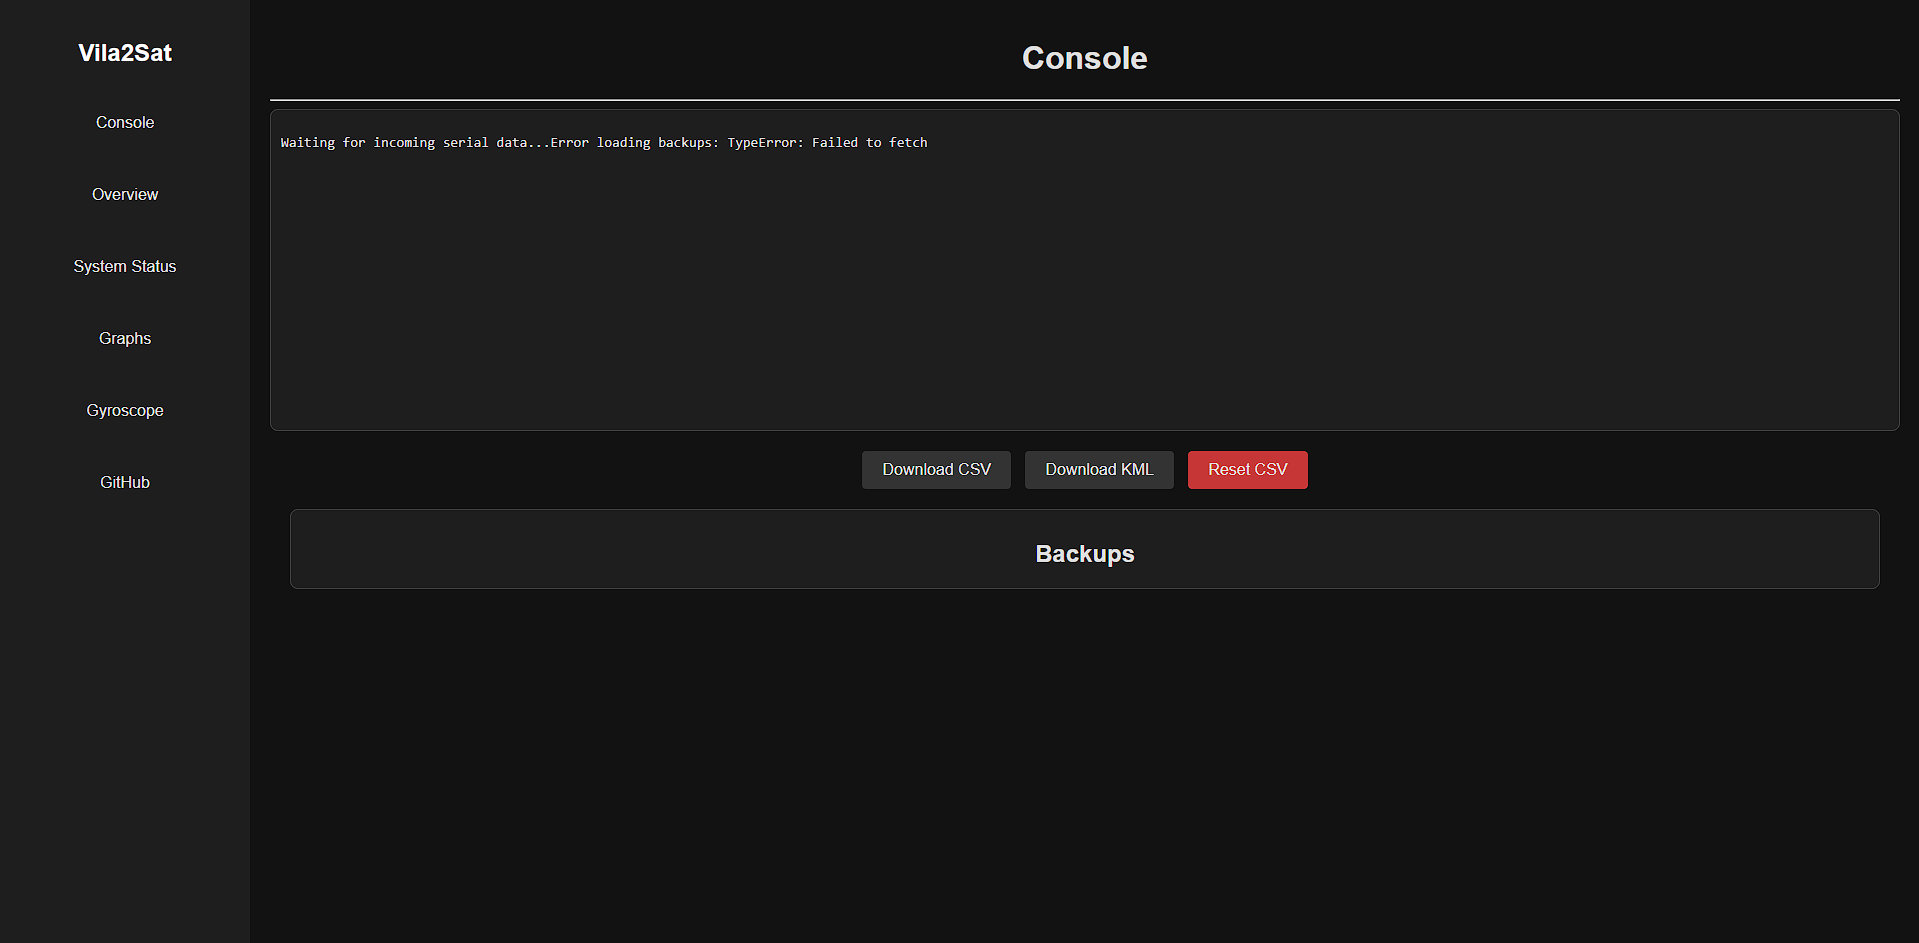 Vila2Sat
Console
Overview
System Status
Graphs
Gyroscope
GitHub
Console
Waiting for incoming serial data...Error loading backups: TypeError: Failed to fetch
Download CSV
Download KML
Reset CSV
Backups